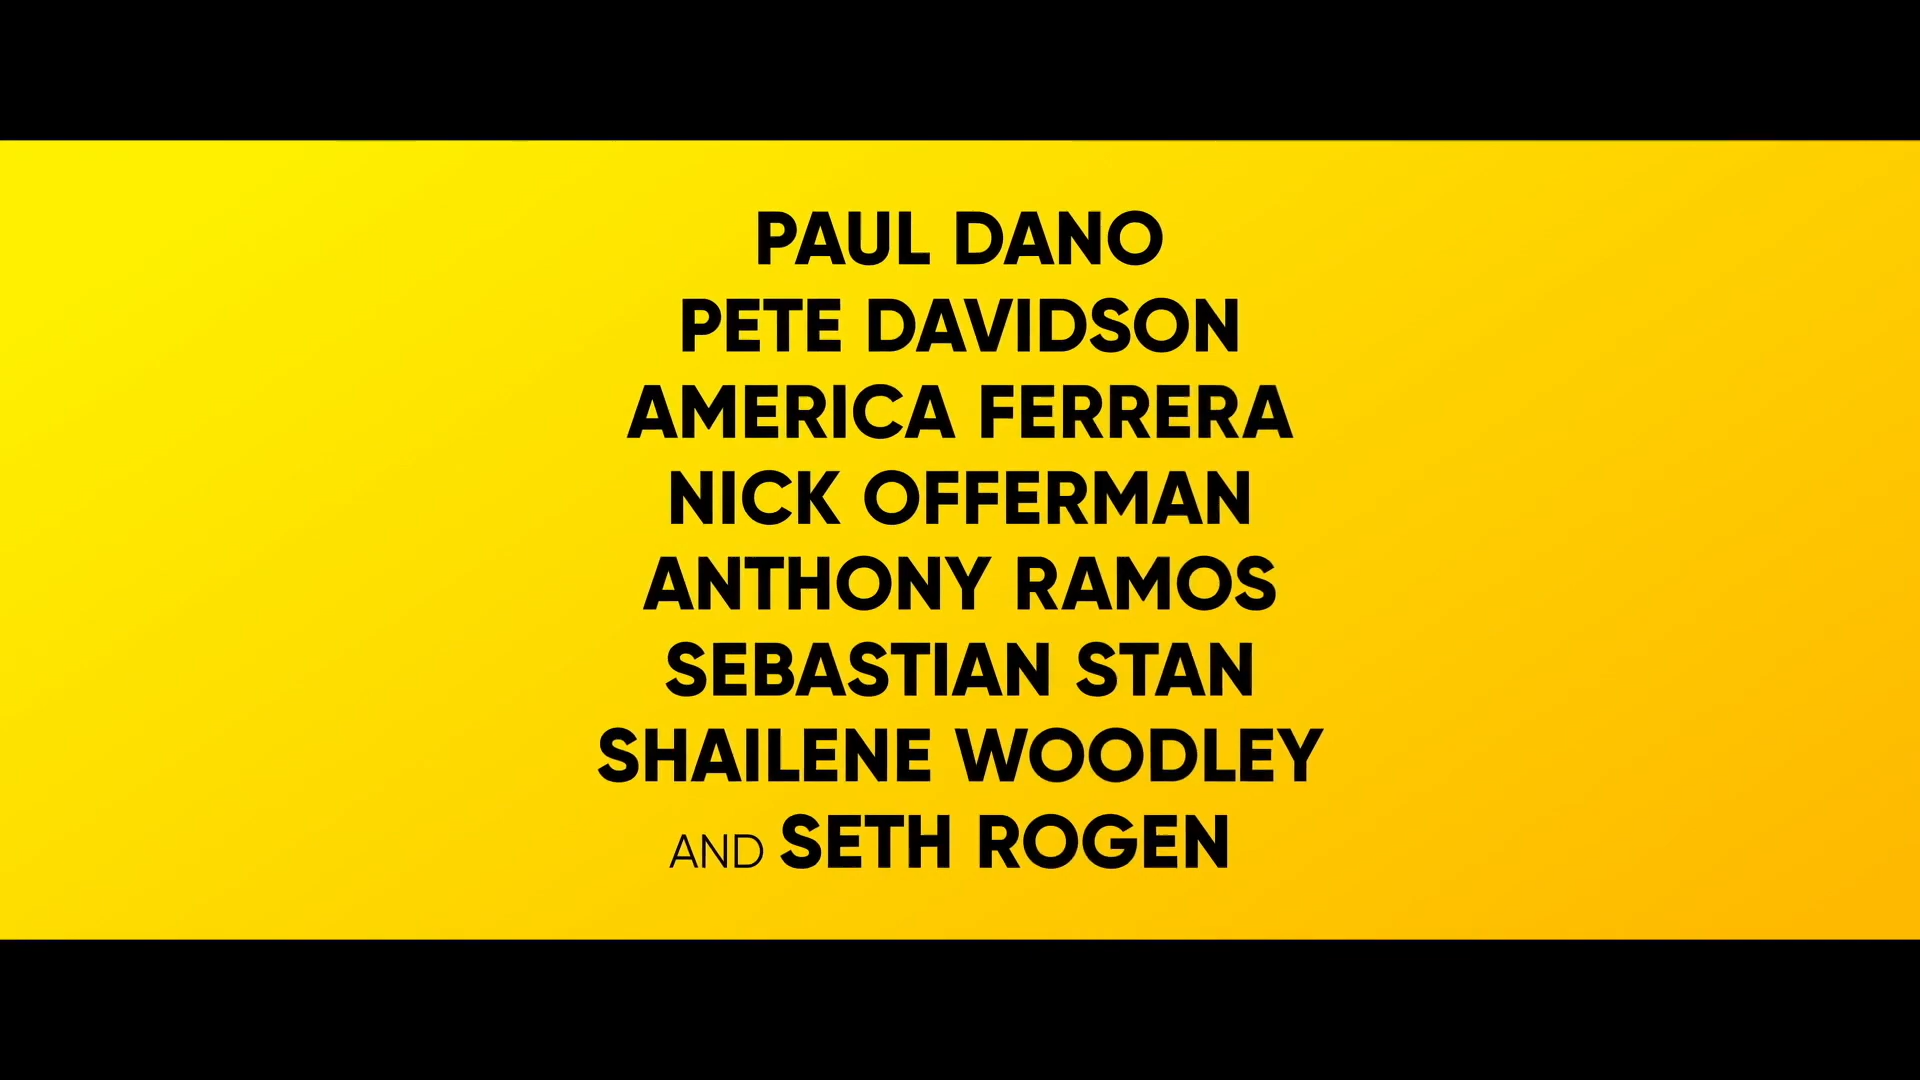 PAUL DANO
PETE DAVIDSON
AMERICA FERRERA
NICK OFFERMAN
ANTHONY RAMOS
SEBASTIAN STAN
SHAILENE WOODLEY
AND SETH ROGEN